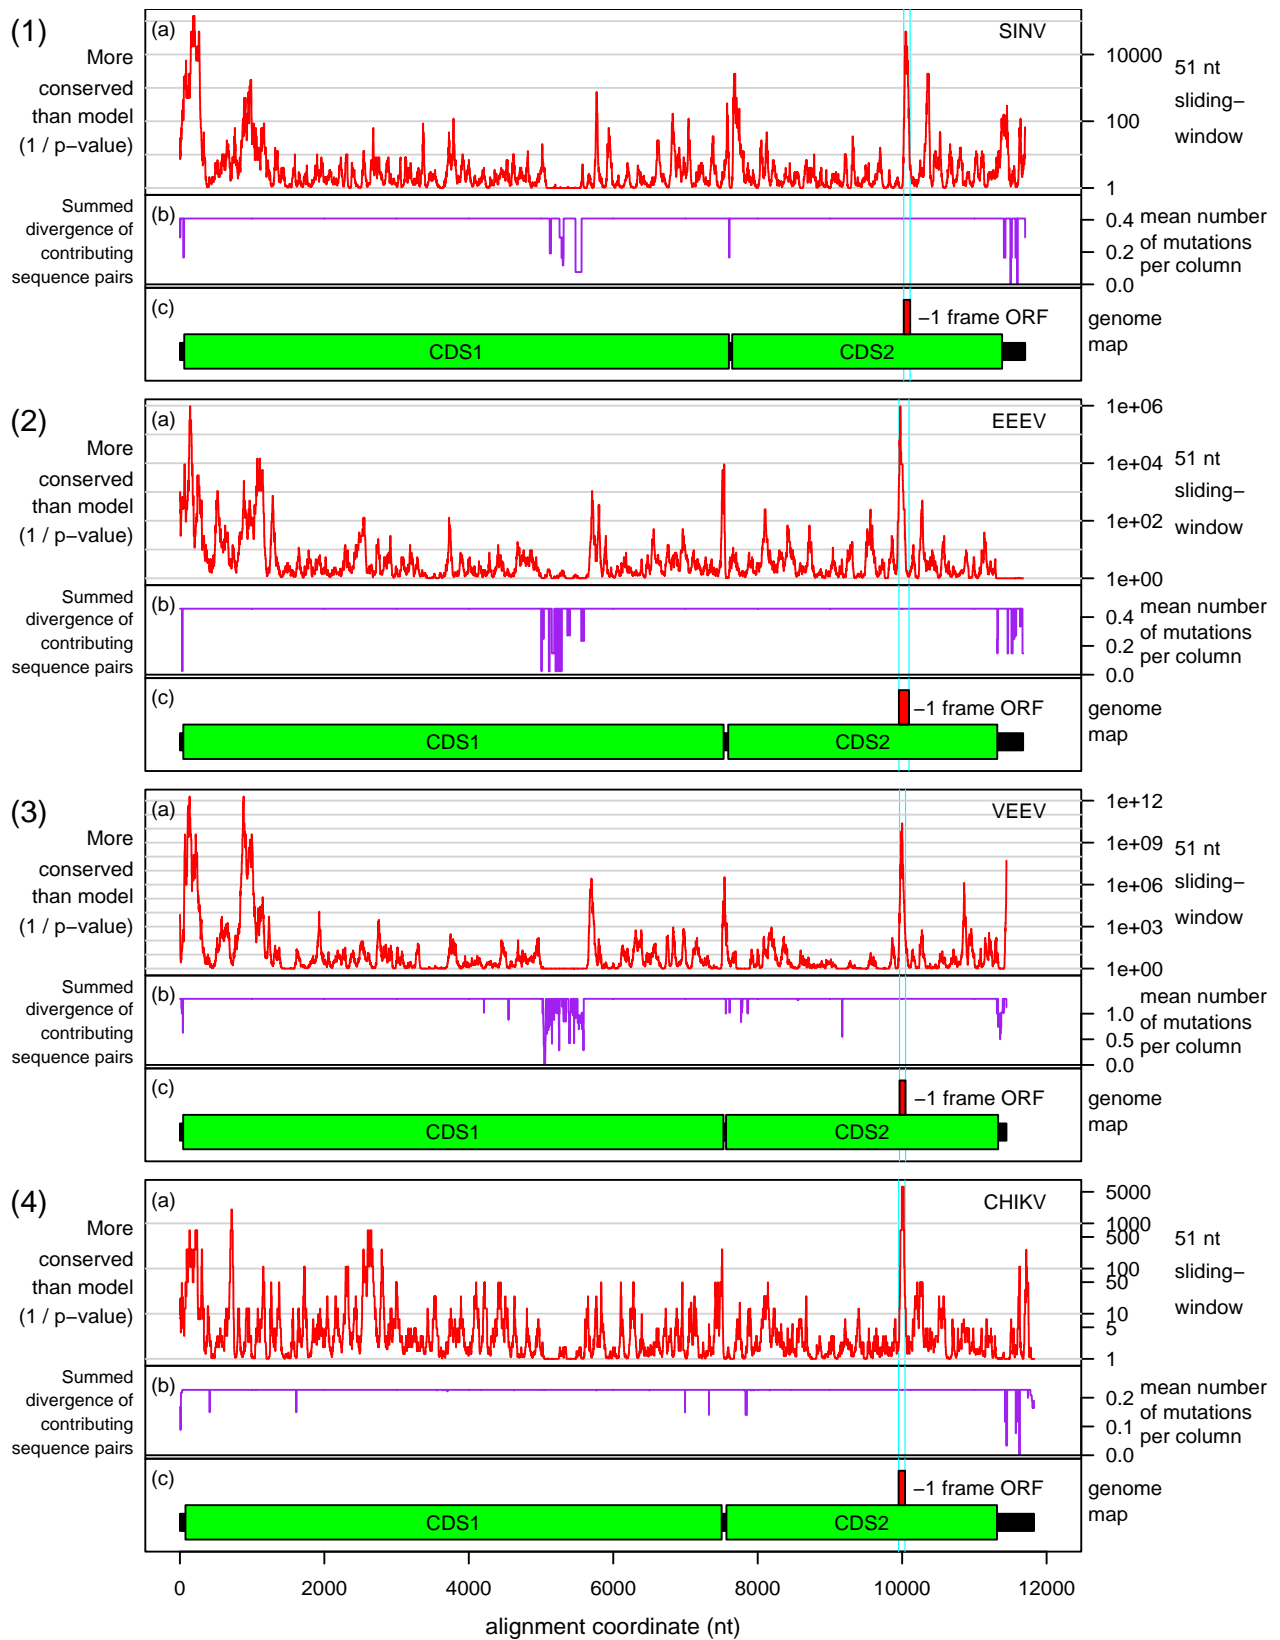 (1)
(a)
SINV
More
conserved
than model
(1 / p−value)
10000
100
1
51 nt
sliding−
window
Summed
divergence of
contributing
sequence pairs
(b)
0.4
0.2
0.0
mean number
of mutations
per column
(c)
−1 frame ORF
CDS1
CDS2
genome
map
(2)
(a)
EEEV
More
conserved
than model
(1 / p−value)
1e+06
1e+04
1e+02
1e+00
51 nt
sliding−
window
Summed
divergence of
contributing
sequence pairs
(b)
0.4
0.2
0.0
mean number
of mutations
per column
(c)
−1 frame ORF
CDS1
CDS2
genome
map
(3)
(a)
VEEV
More
conserved
than model
(1 / p−value)
1e+12
1e+09
1e+06
1e+03
1e+00
51 nt
sliding−
window
Summed
divergence of
contributing
sequence pairs
(b)
1.0
0.5
0.0
mean number
of mutations
per column
(c)
−1 frame ORF
CDS1
CDS2
genome
map
(4)
(a)
CHIKV
More
conserved
than model
(1 / p−value)
5000
1000
500
100
50
10
5
1
51 nt
sliding−
window
Summed
divergence of
contributing
sequence pairs
(b)
0.2
0.1
0.0
mean number
of mutations
per column
(c)
−1 frame ORF
CDS1
CDS2
genome
map
0 2000 4000 6000 8000 10000 12000
alignment coordinate (nt)